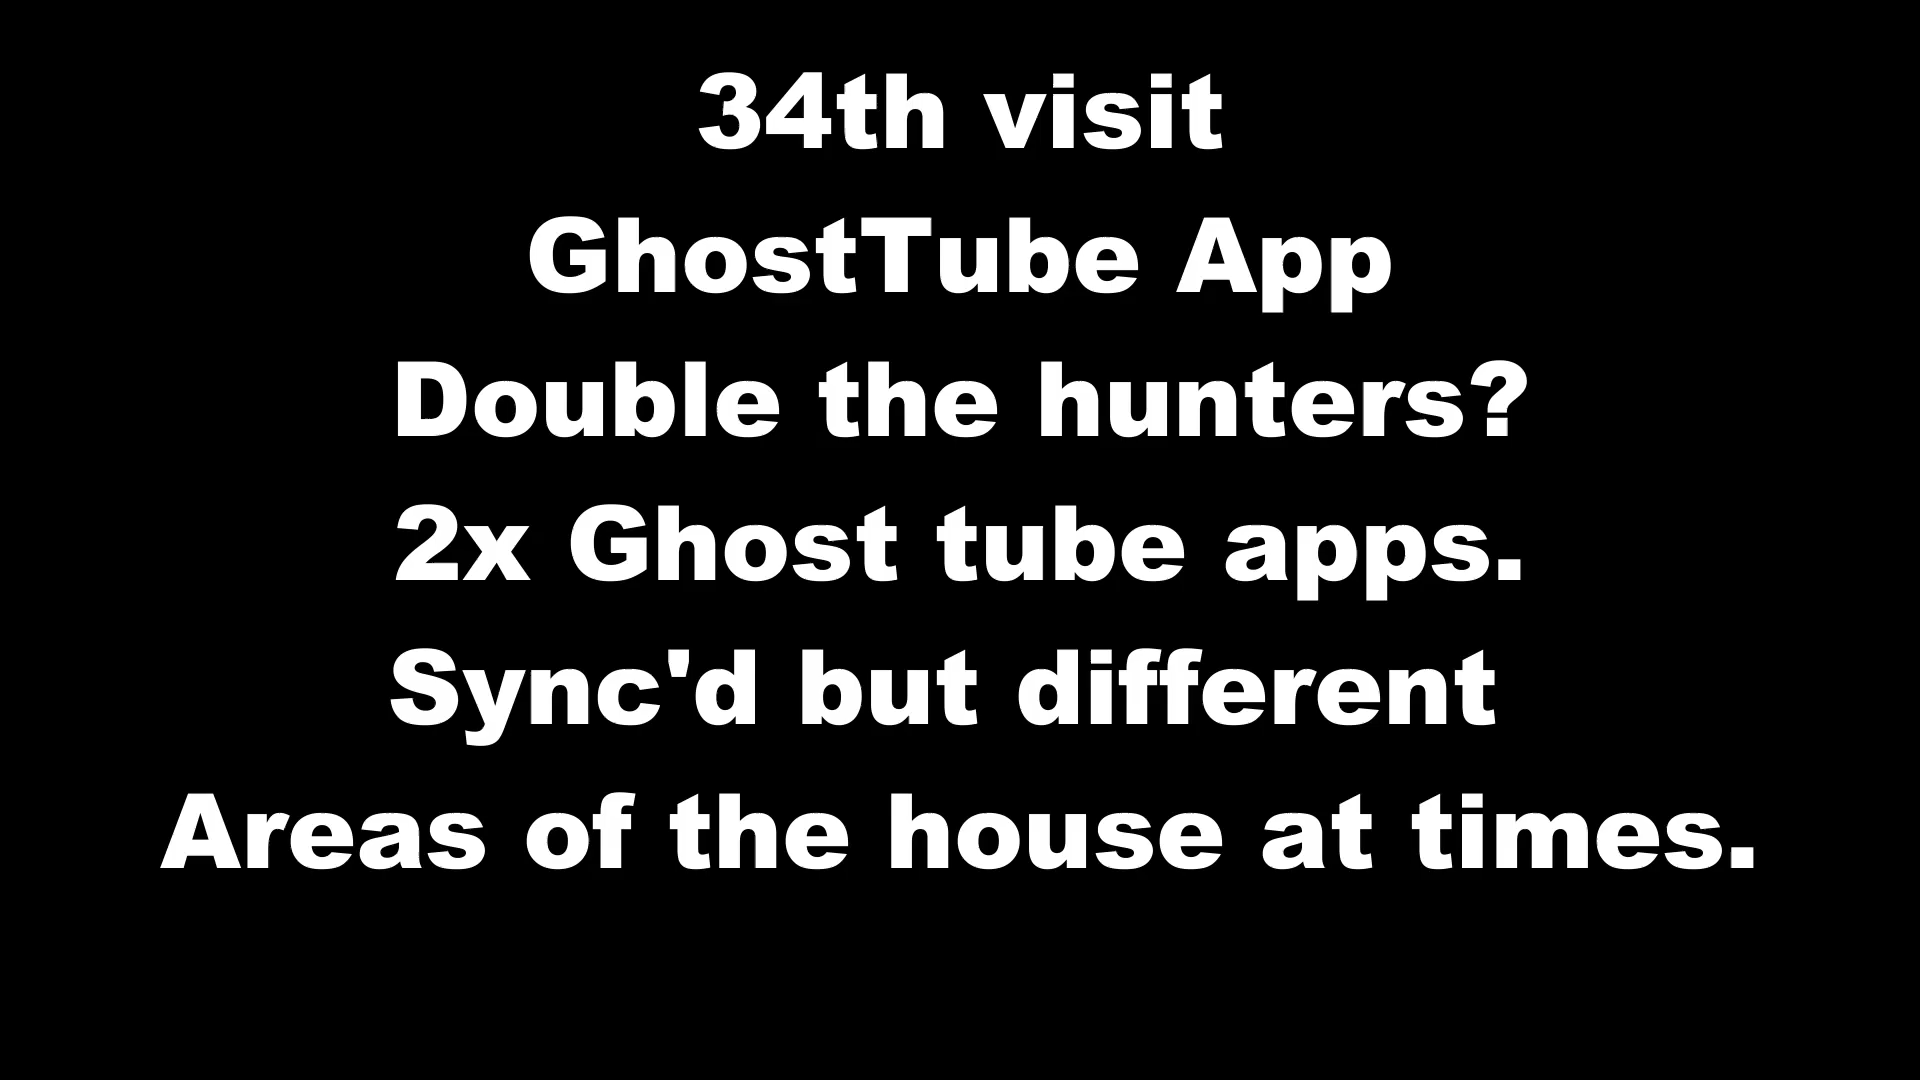 34th visit
GhostTube App
Double the hunters?
2x Ghost tube apps.
Sync'd but different
Areas of the house at times.